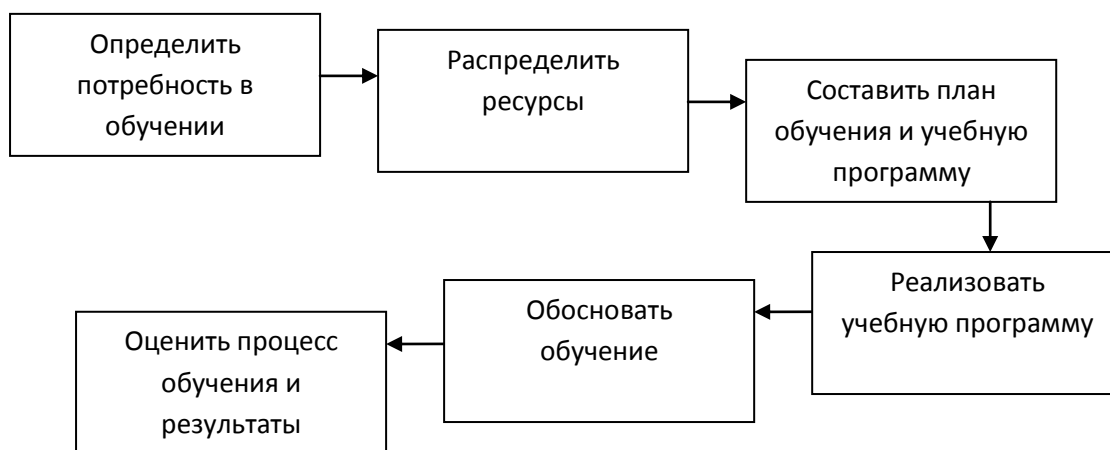 Определить
потребность в
обучении
Распределить
ресурсы
Составить план
обучения и учебную
программу
Реализовать
учебную программу
Обосновать
обучение
Оценить процесс
обучения и
результаты